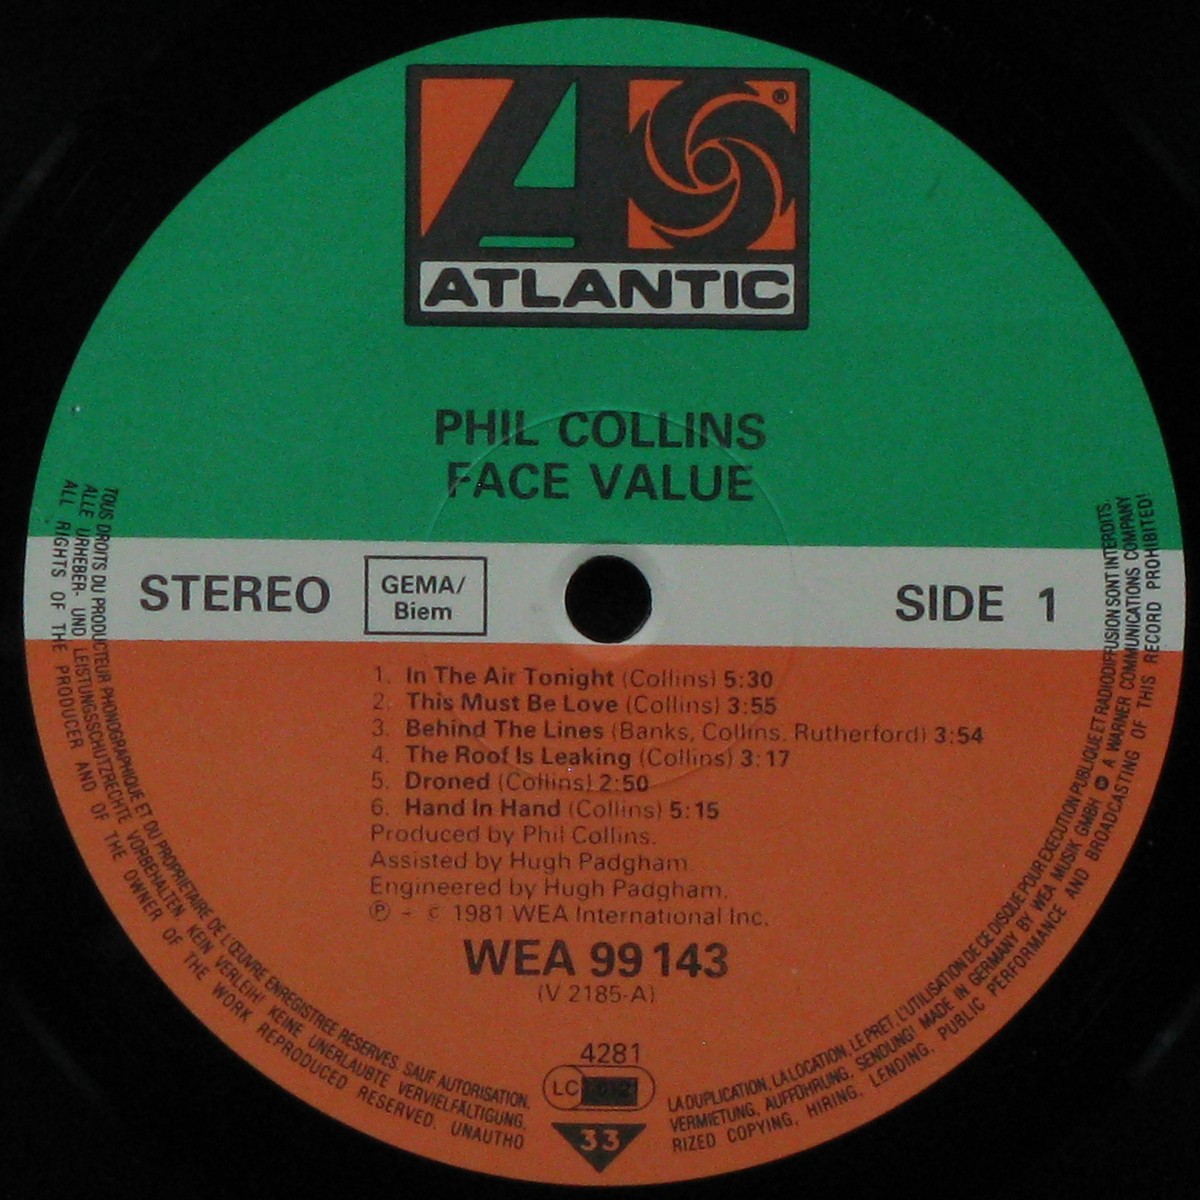 ATLANTIC
®
PHIL COLLINS
FACE VALUE
STEREO
GEMA/
Biem
SIDE 1
1. In The Air Tonight (Collins) 5:30
2. This Must Be Love (Collins) 3:55
3. Behind The Lines (Banks, Collins, Rutherford) 3:54
4. The Roof Is Leaking (Collins) 3:17
5. Droned (Collins) 2:50
6. Hand In Hand (Collins) 5:15
Produced by Phil Collins.
Assisted by Hugh Padgham.
Engineered by Hugh Padgham.
℗ + © 1981 WEA International Inc.
WEA 99 143
(V 2185-A)
4281
LC
33
TOUS DROITS DU PRODUCTEUR PHONOGRAPHIQUE ET DU PROPRIETAIRE DE L'ŒUVRE ENREGISTREE RESERVES. SAUF AUTORISATION, LA DUPLICATION, LA LOCATION, LE PRET, L'UTILISATION DE CE DISQUE POUR EXECUTION PUBLIQUE ET RADIODIFFUSION SONT INTERDITS.
ALLE URHEBER- UND LEISTUNGSSCHUTZRECHTE VORBEHALTEN. KEIN VERLEIH! KEINE UNERLAUBTE VERVIELFÄLTIGUNG, VERMIETUNG, AUFFÜHRUNG, SENDUNG! MADE IN GERMANY BY WEA MUSIK GMBH A WARNER COMMUNICATIONS COMPANY
ALL RIGHTS OF THE PRODUCER AND OF THE OWNER OF THE WORK REPRODUCED RESERVED. UNAUTHORIZED COPYING, HIRING, LENDING, PUBLIC PERFORMANCE AND BROADCASTING OF THIS RECORD PROHIBITED!